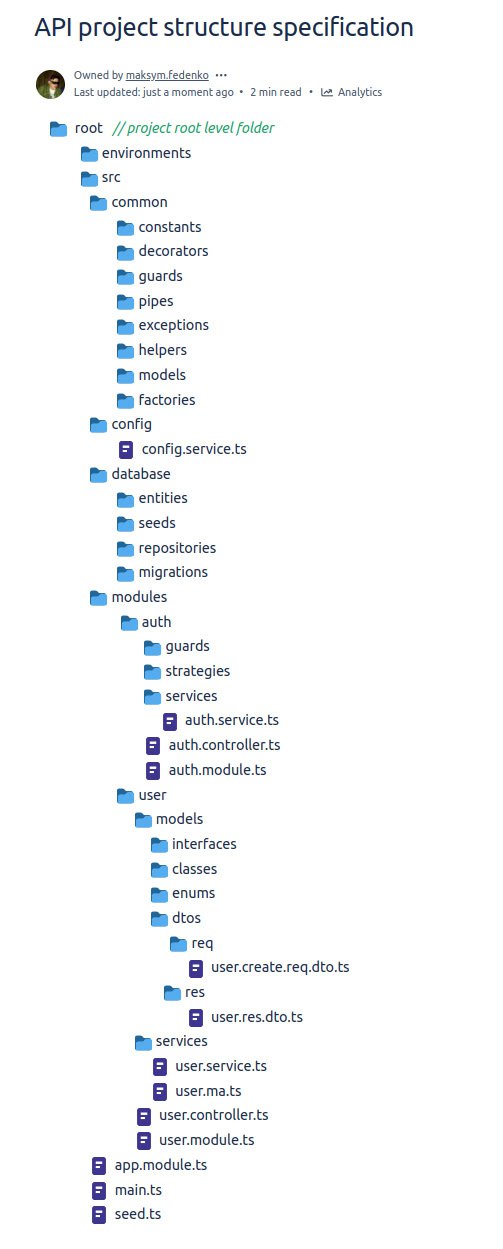 API project structure specification
Owned by maksym.fedenko •••
Last updated: just a moment ago • 2 min read • Analytics
root // project root level folder
environments
src
common
constants
decorators
guards
pipes
exceptions
helpers
models
factories
config
config.service.ts
database
entities
seeds
repositories
migrations
modules
auth
guards
strategies
services
auth.service.ts
auth.controller.ts
auth.module.ts
user
models
interfaces
classes
enums
dtos
req
user.create.req.dto.ts
res
user.res.dto.ts
services
user.service.ts
user.ma.ts
user.controller.ts
user.module.ts
app.module.ts
main.ts
seed.ts